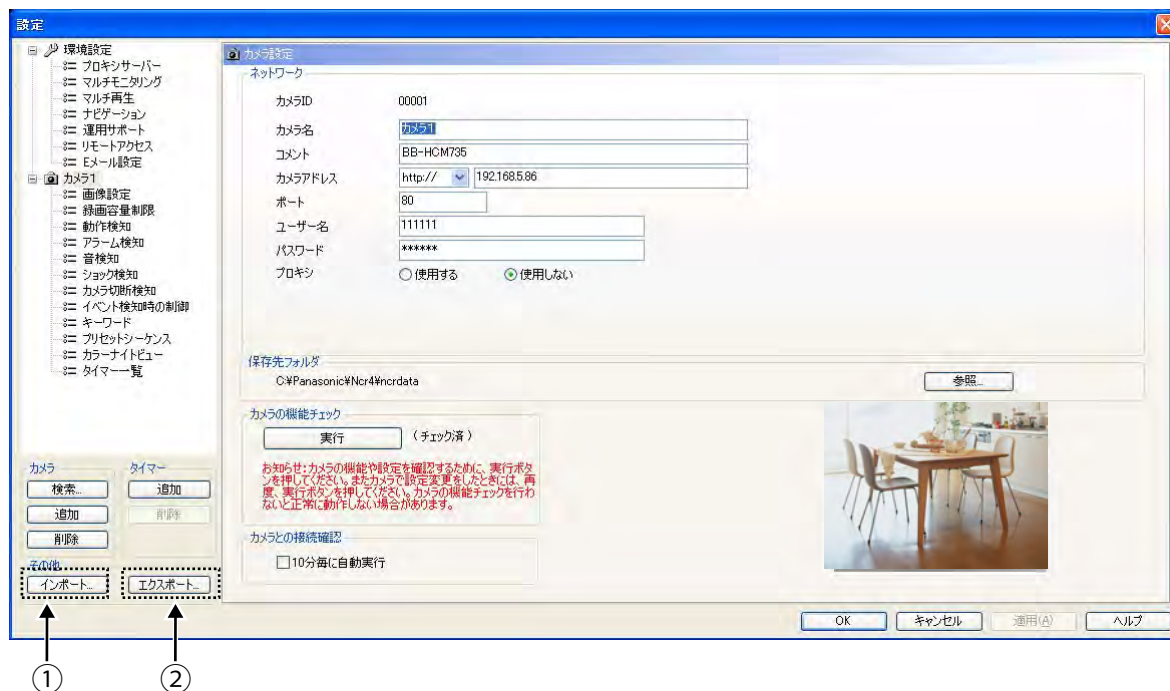 設定
環境設定
プロキシサーバー
マルチモニタリング
マルチ再生
ナビゲーション
運用サポート
リモートアクセス
Eメール設定
カメラ1
画像設定
録画容量制限
動作検知
アラーム検知
音検知
ショック検知
カメラ切断検知
イベント検知時の制御
キーワード
プリセットシーケンス
カラーナイトビュー
タイマー一覧
カメラ
タイマー
検索...
追加
追加
削除
削除
その他
インポート...
エクスポート...
カメラ設定
ネットワーク
カメラID 00001
カメラ名 カメラ1
コメント BB-HCM735
カメラアドレス http:// 192.168.5.86
ポート 80
ユーザー名 111111
パスワード ******
プロキシ 使用する 使用しない
保存先フォルダ
C:¥Panasonic¥Ncr4¥ncrdata 参照...
カメラの機能チェック
実行 (チェック済)
お知らせ:カメラの機能や設定を確認するために、実行ボタ
ンを押してください。またカメラで設定変更をしたときには、再
度、実行ボタンを押してください。カメラの機能チェックを行わ
ないと正常に動作しない場合があります。
カメラとの接続確認
10分毎に自動実行
OK キャンセル 適用(A) ヘルプ
① ②